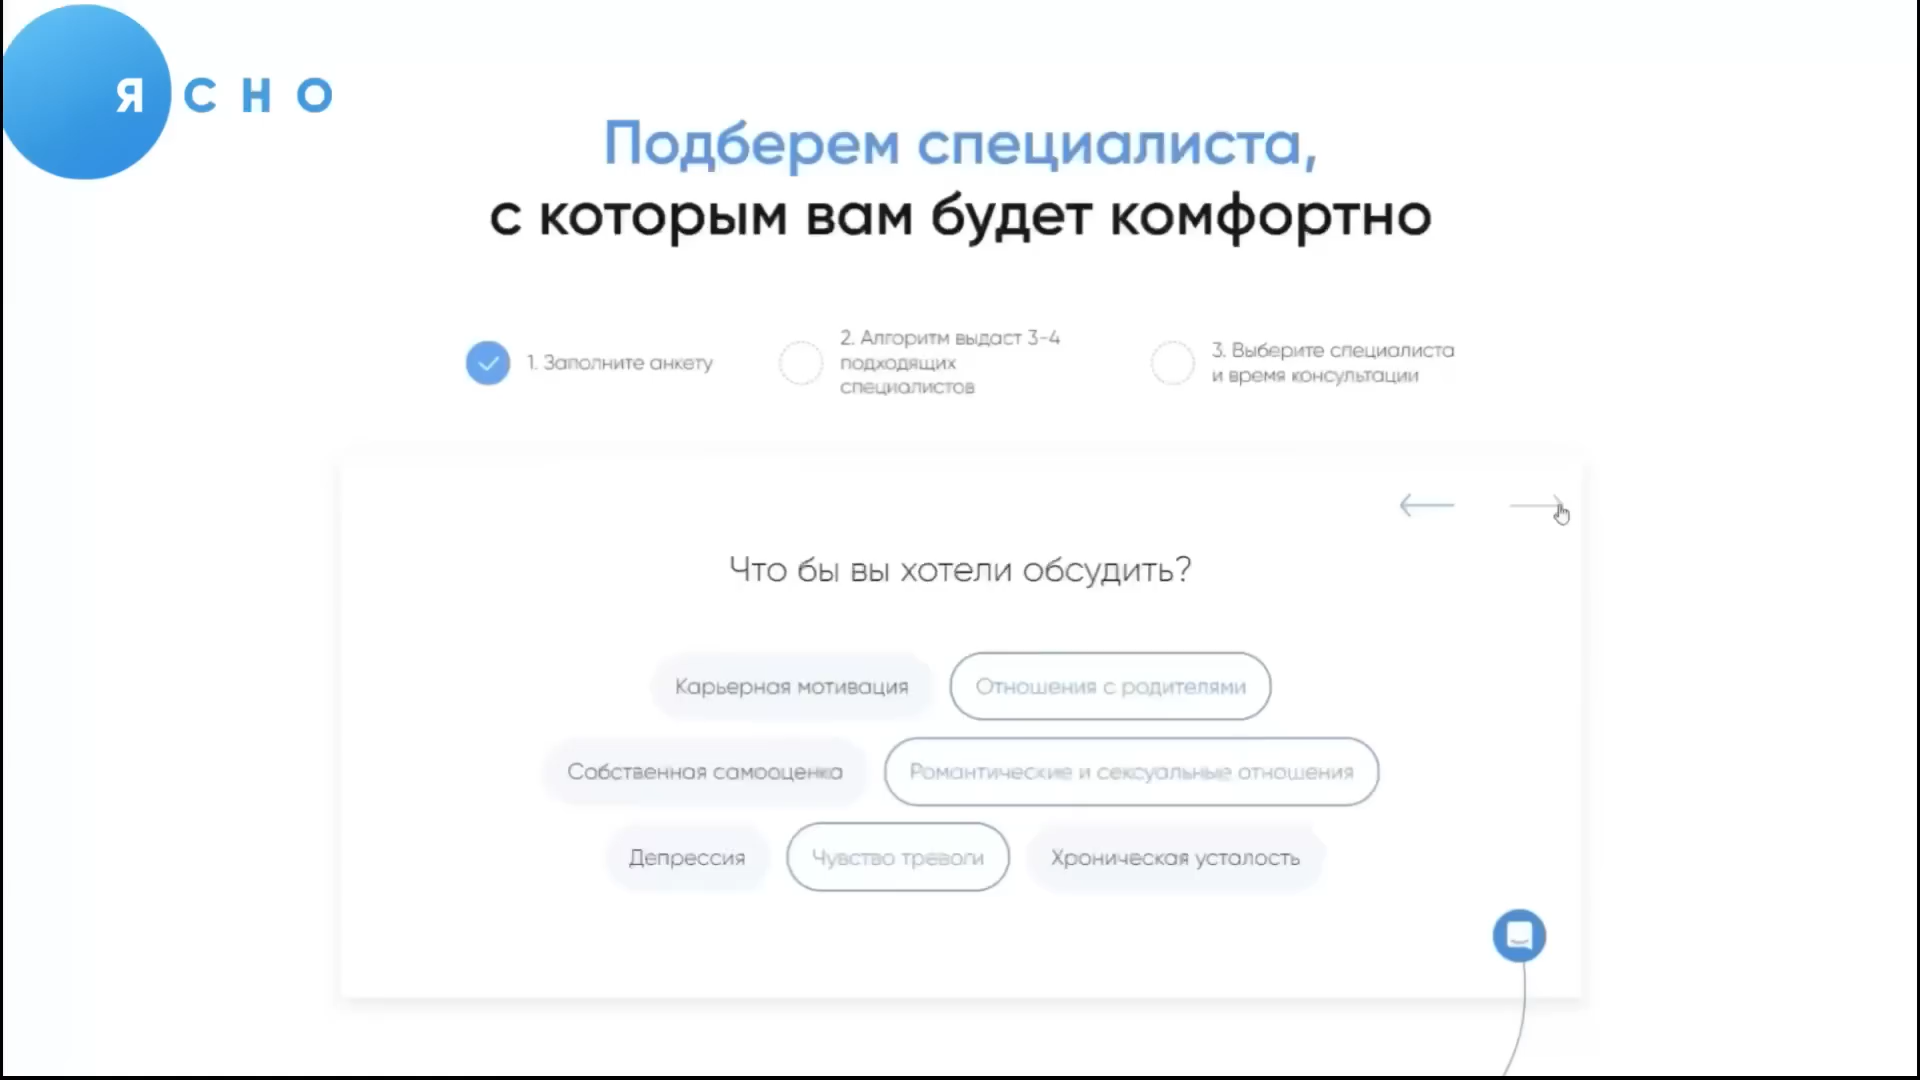 ЯСНО
Подберем специалиста,
с которым вам будет комфортно
1. Заполните анкету
2. Алгоритм выдаст 3-4
подходящих
специалистов
3. Выберите специалиста
и время консультации
Что бы вы хотели обсудить?
Карьерная мотивация
Отношения с родителями
Собственная самооценка
Романтические и сексуальные отношения
Депрессия
Чувство тревоги
Хроническая усталость